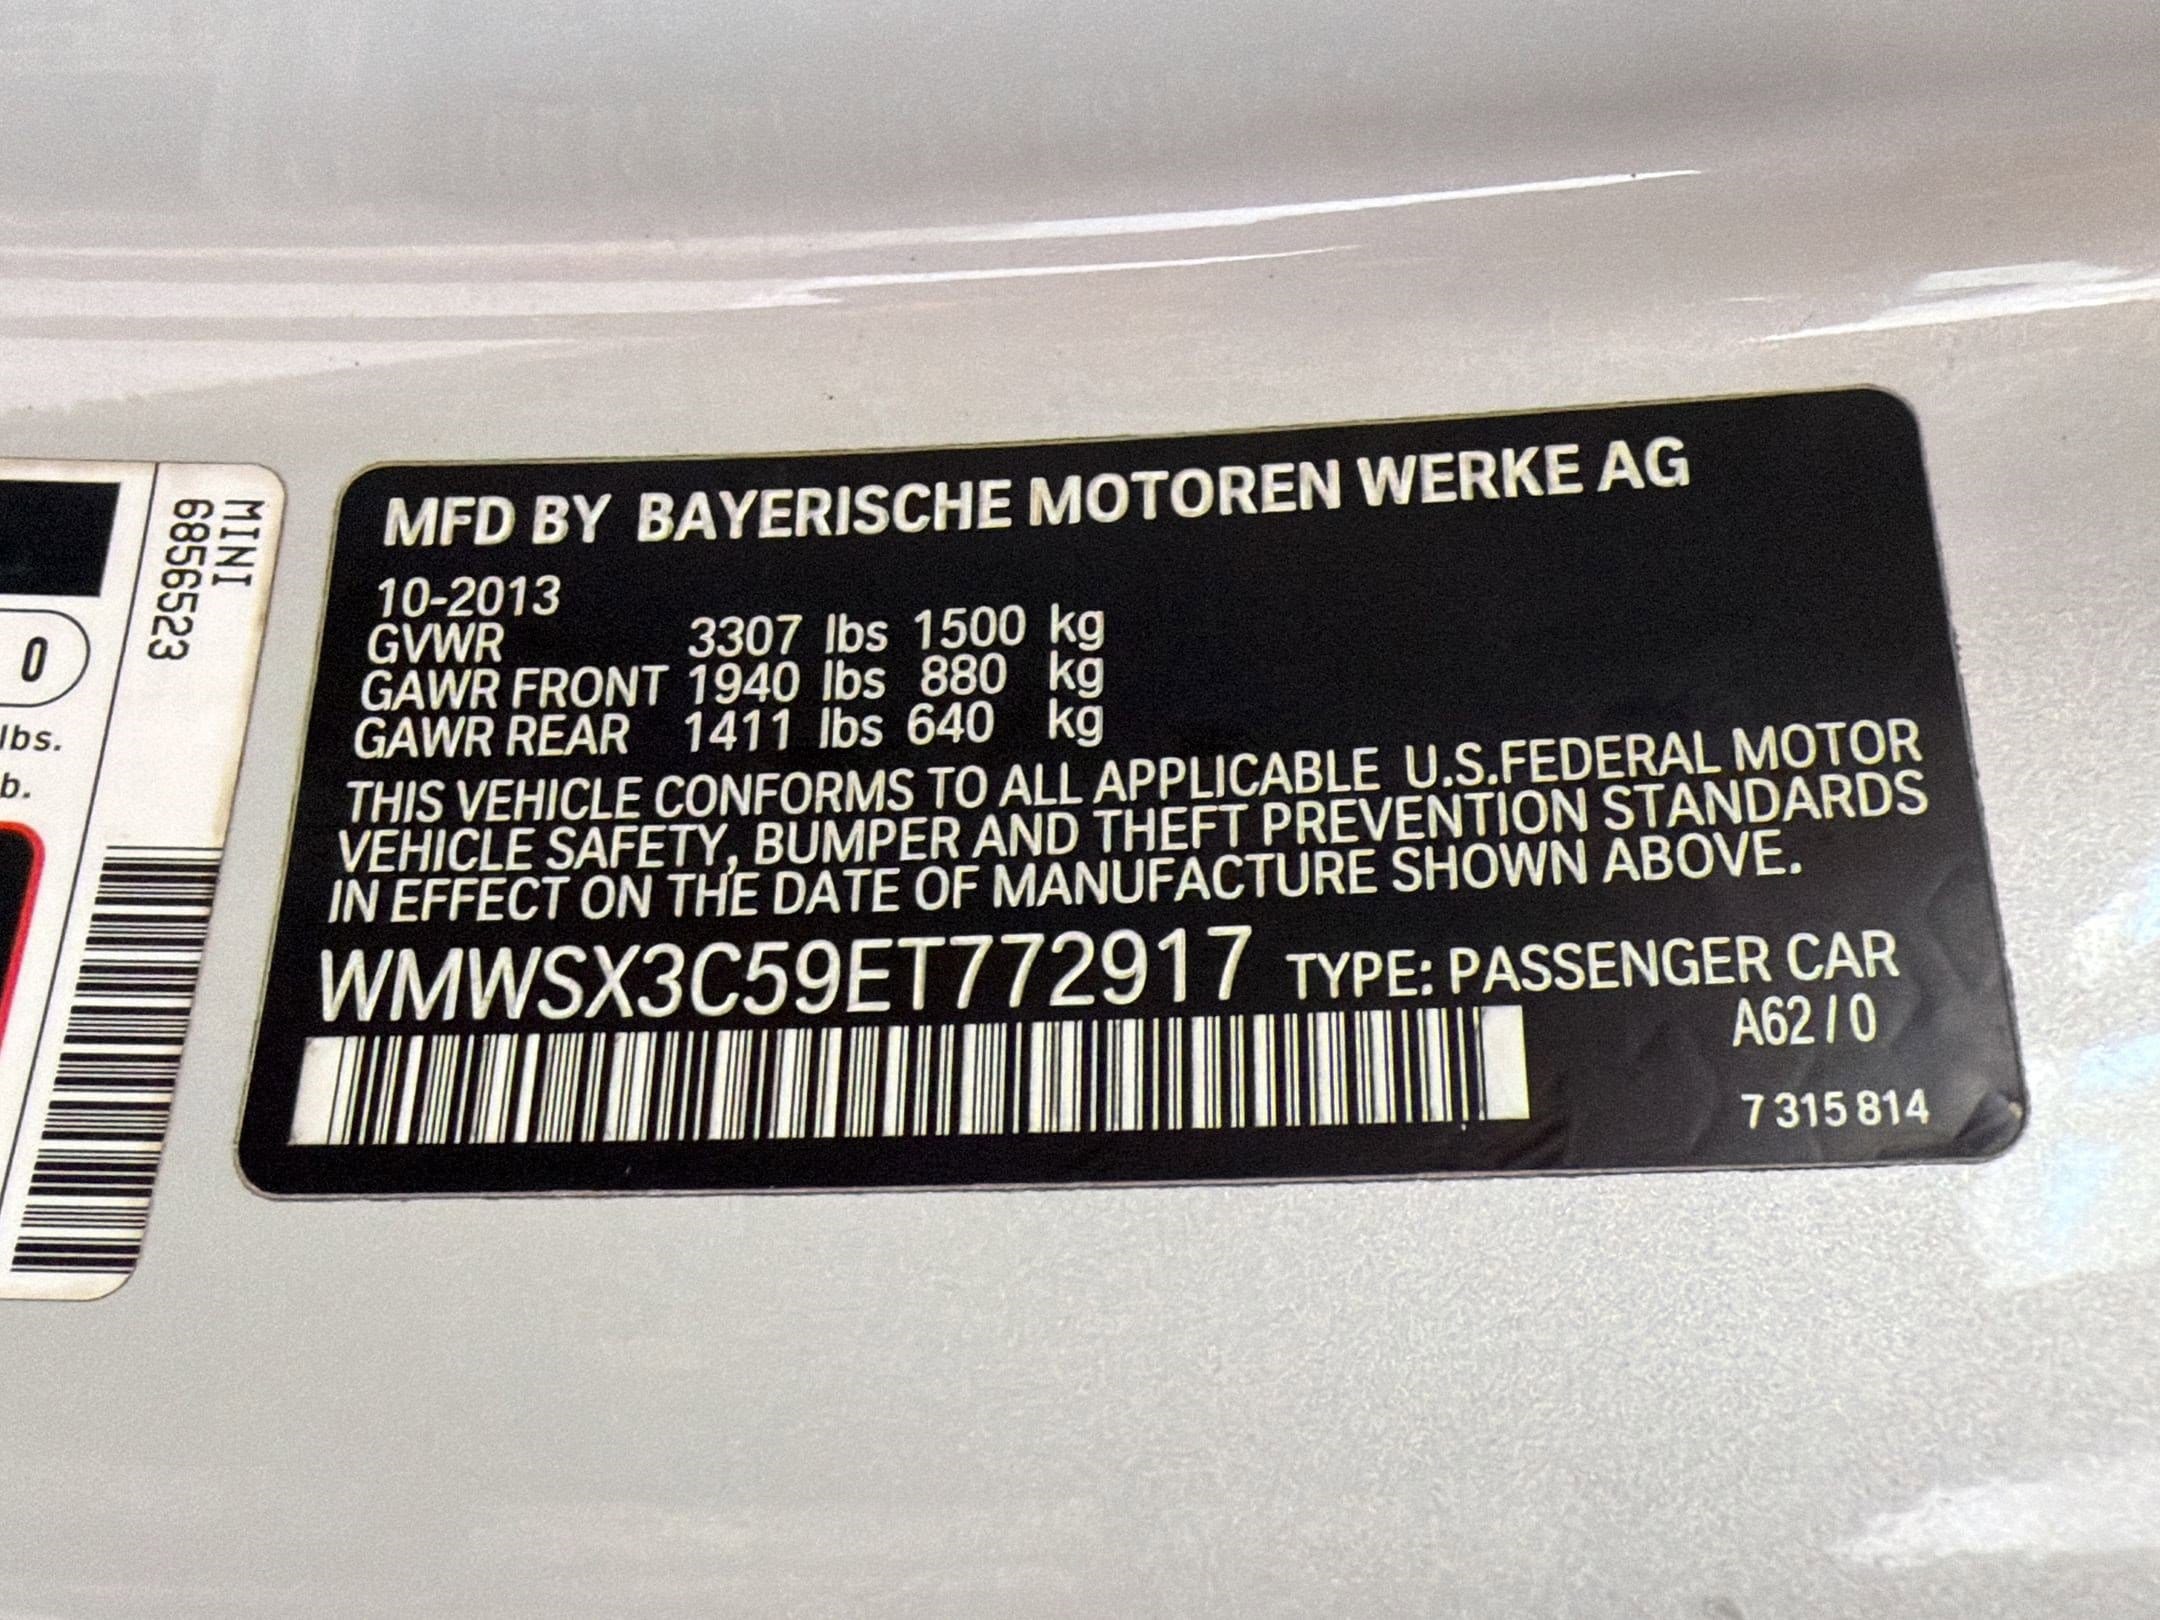 MINI
6856523
0
lbs.
b.
MFD BY BAYERISCHE MOTOREN WERKE AG
10-2013
GVWR 3307 lbs 1500 kg
GAWR FRONT 1940 lbs 880 kg
GAWR REAR 1411 lbs 640 kg
THIS VEHICLE CONFORMS TO ALL APPLICABLE U.S.FEDERAL MOTOR
VEHICLE SAFETY, BUMPER AND THEFT PREVENTION STANDARDS
IN EFFECT ON THE DATE OF MANUFACTURE SHOWN ABOVE.
WMWSX3C59ET772917 TYPE: PASSENGER CAR
A62/0
7 315 814